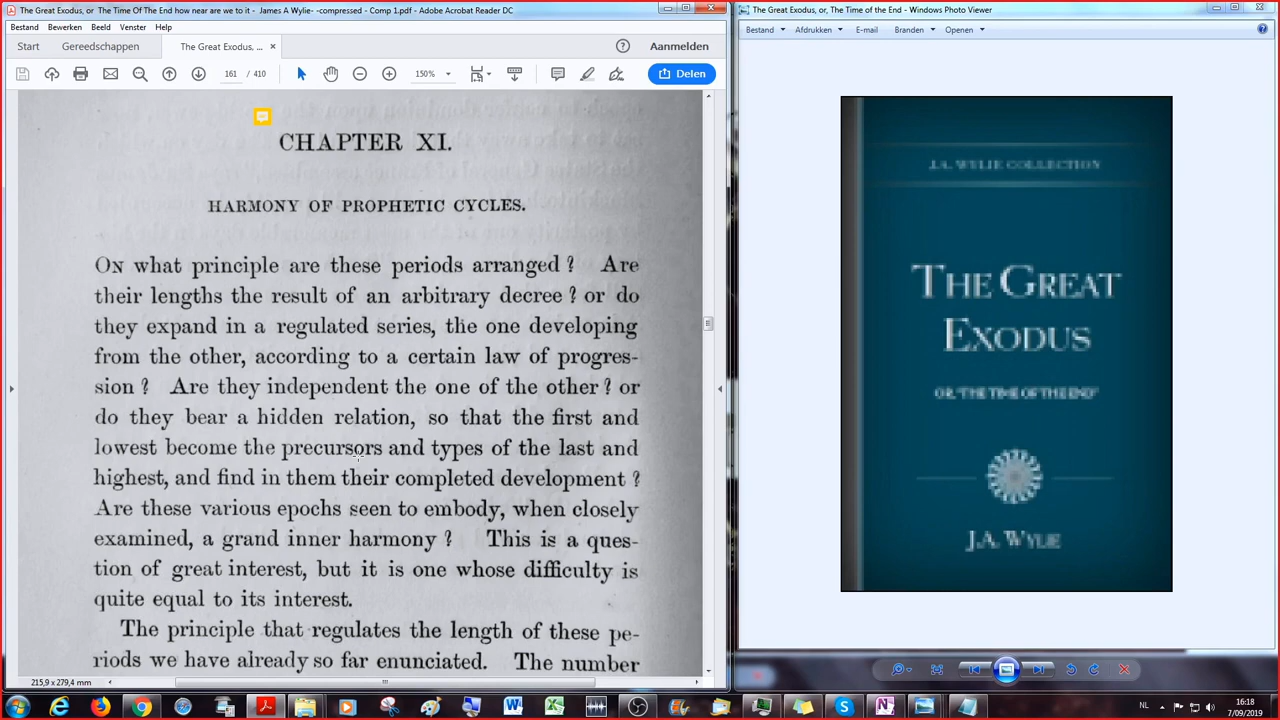 The Great Exodus, or The Time Of The End how near are we to it - James A Wylie- -compressed - Comp 1.pdf - Adobe Acrobat Reader DC
Bestand Bewerken Beeld Venster Help
Start Gereedschappen The Great Exodus, ... Aanmelden
161 / 410 150% Delen
CHAPTER XI.
HARMONY OF PROPHETIC CYCLES.
ON what principle are these periods arranged? Are
their lengths the result of an arbitrary decree? or do
they expand in a regulated series, the one developing
from the other, according to a certain law of progres-
sion? Are they independent the one of the other? or
do they bear a hidden relation, so that the first and
lowest become the precursors and types of the last and
highest, and find in them their completed development?
Are these various epochs seen to embody, when closely
examined, a grand inner harmony? This is a ques-
tion of great interest, but it is one whose difficulty is
quite equal to its interest.
The principle that regulates the length of these pe-
riods we have already so far enunciated. The number
215,9 x 279,4 mm
The Great Exodus, or, The Time of the End - Windows Photo Viewer
Bestand Afdrukken E-mail Branden Openen
J.A. WYLIE COLLECTION
THE GREAT
EXODUS
OR, "THE TIME OF THE END"
J.A. WYLIE
NL 16:18
7/09/2019